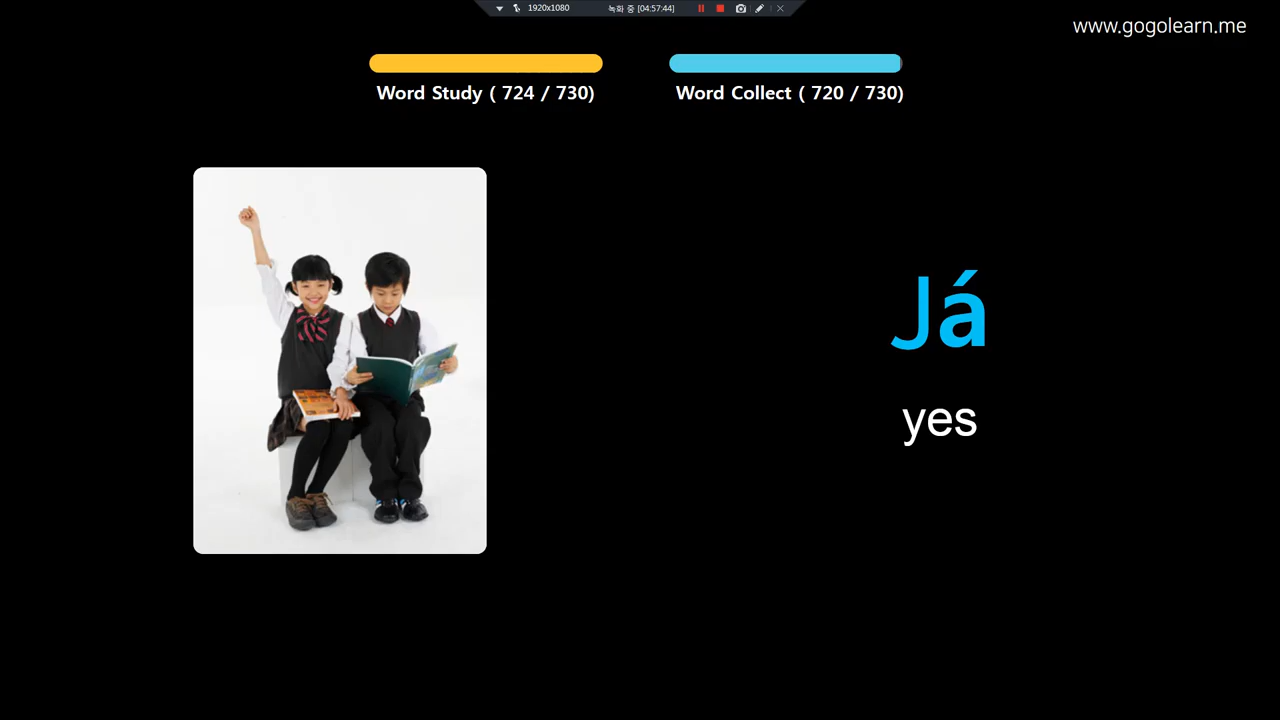 1920x1080
녹화 중 [04:57:44]
www.gogolearn.me
Word Study ( 724 / 730)
Word Collect ( 720 / 730)
Já
yes